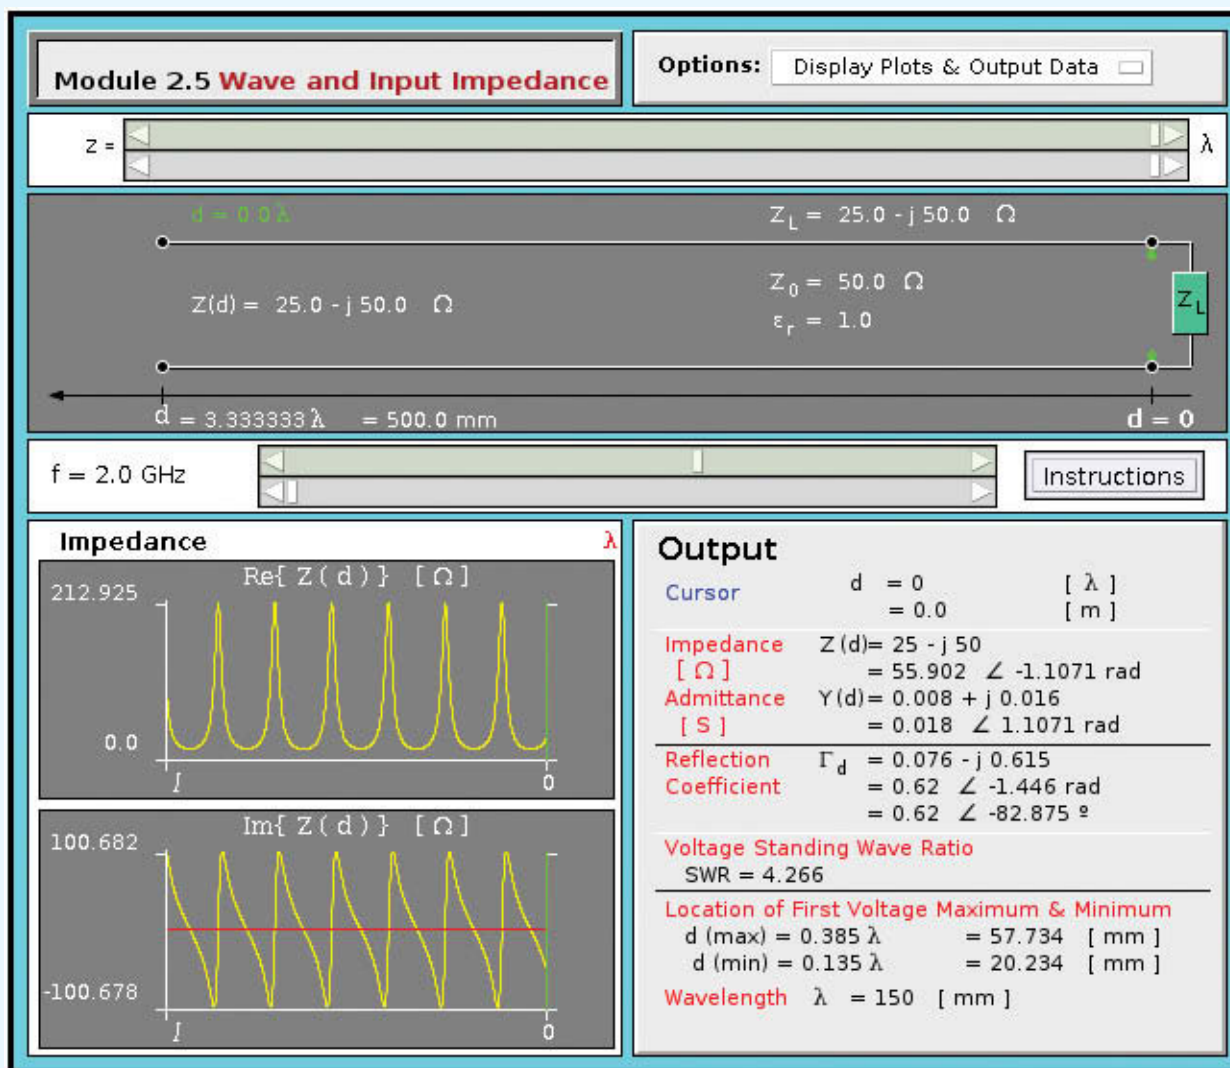 Module 2.5 Wave and Input Impedance
Options: Display Plots & Output Data
z = λ
d = 0.0 λ
Z_L = 25.0 - j 50.0 Ω
Z(d) = 25.0 - j 50.0 Ω
Z_0 = 50.0 Ω
ε_r = 1.0
Z_L
d = 3.333333 λ = 500.0 mm
d = 0
f = 2.0 GHz
Instructions
Impedance λ
Re{ Z ( d ) } [ Ω ]
212.925
0.0
l 0
Im{ Z ( d ) } [ Ω ]
100.682
-100.678
l 0
Output
Cursor d = 0 [ λ ]
= 0.0 [ m ]
Impedance Z (d)= 25 - j 50
[ Ω ] = 55.902 ∠ -1.1071 rad
Admittance Y (d)= 0.008 + j 0.016
[ S ] = 0.018 ∠ 1.1071 rad
Reflection Γ_d = 0.076 - j 0.615
Coefficient = 0.62 ∠ -1.446 rad
= 0.62 ∠ -82.875 º
Voltage Standing Wave Ratio
SWR = 4.266
Location of First Voltage Maximum & Minimum
d (max) = 0.385 λ = 57.734 [ mm ]
d (min) = 0.135 λ = 20.234 [ mm ]
Wavelength λ = 150 [ mm ]